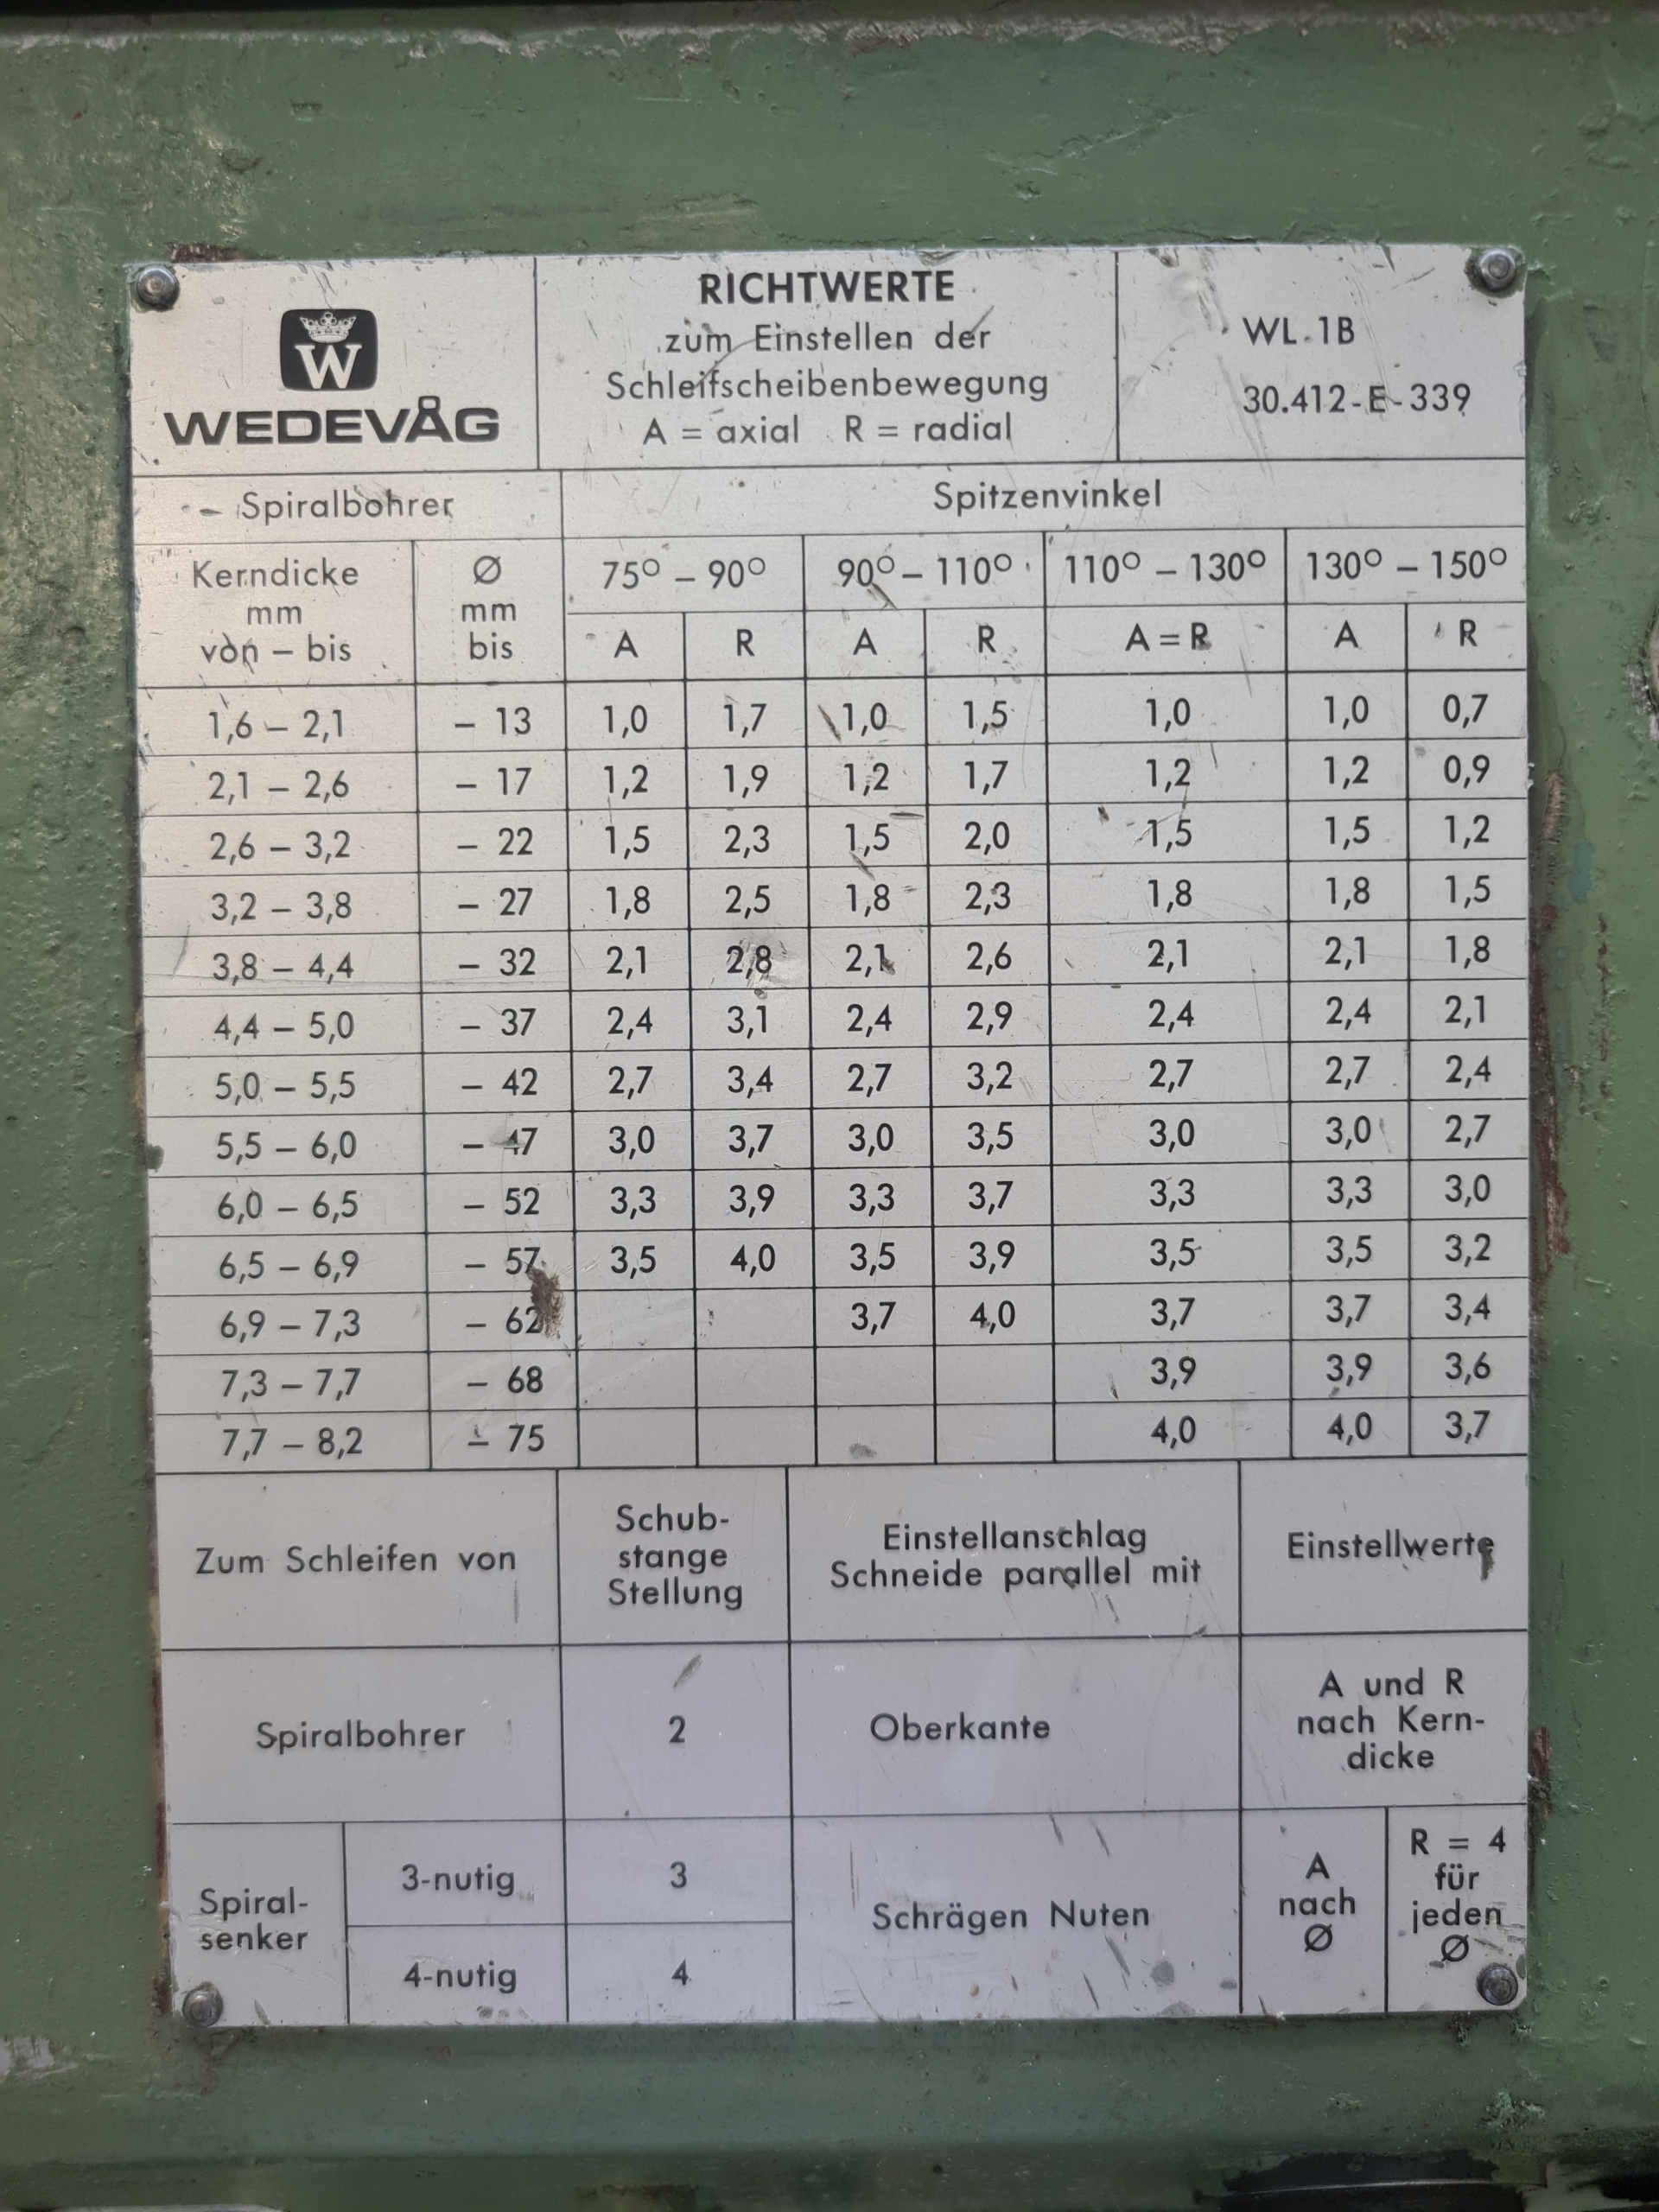 W
WEDEVÅG
RICHTWERTE
zum Einstellen der
Schleifscheibenbewegung
A = axial R = radial
WL 1B
30.412-E-339
Spiralbohrer
Spitzenvinkel
Kerndicke
mm
von – bis
Ø
mm
bis
75° – 90°
90° – 110°
110° – 130°
130° – 150°
A R A R A = R A R
1,6 – 2,1 – 13 1,0 1,7 1,0 1,5 1,0 1,0 0,7
2,1 – 2,6 – 17 1,2 1,9 1,2 1,7 1,2 1,2 0,9
2,6 – 3,2 – 22 1,5 2,3 1,5 2,0 1,5 1,5 1,2
3,2 – 3,8 – 27 1,8 2,5 1,8 2,3 1,8 1,8 1,5
3,8 – 4,4 – 32 2,1 2,8 2,1 2,6 2,1 2,1 1,8
4,4 – 5,0 – 37 2,4 3,1 2,4 2,9 2,4 2,4 2,1
5,0 – 5,5 – 42 2,7 3,4 2,7 3,2 2,7 2,7 2,4
5,5 – 6,0 – 47 3,0 3,7 3,0 3,5 3,0 3,0 2,7
6,0 – 6,5 – 52 3,3 3,9 3,3 3,7 3,3 3,3 3,0
6,5 – 6,9 – 57 3,5 4,0 3,5 3,9 3,5 3,5 3,2
6,9 – 7,3 – 62 3,7 4,0 3,7 3,7 3,4
7,3 – 7,7 – 68 3,9 3,9 3,6
7,7 – 8,2 – 75 4,0 4,0 3,7
Zum Schleifen von
Schub-
stange
Stellung
Einstellanschlag
Schneide parallel mit
Einstellwerte
Spiralbohrer
2
Oberkante
A und R
nach Kern-
dicke
Spiral-
senker
3-nutig
3
4-nutig
4
Schrägen Nuten
A
nach
Ø
R = 4
für
jeden
Ø